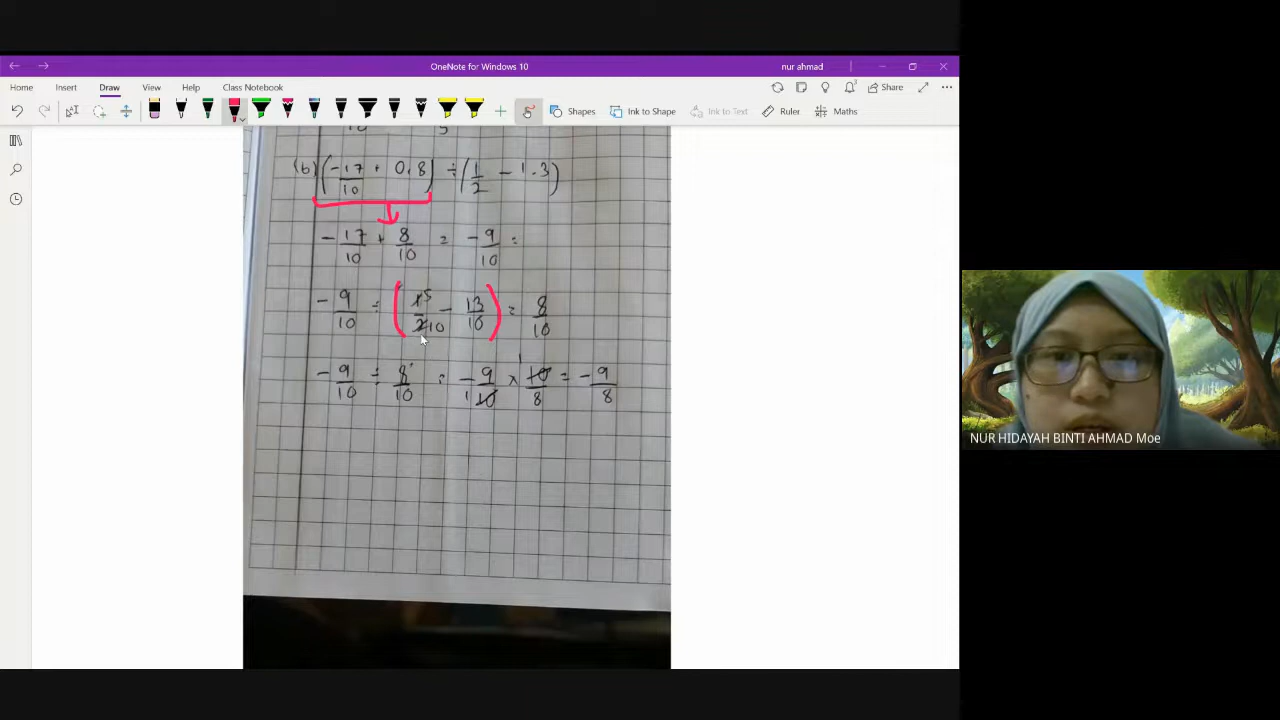 OneNote for Windows 10
nur ahmad
Home Insert Draw View Help Class Notebook
Share
Shapes Ink to Shape Ink to Text Ruler Maths
10 5
(b) (-17/10 + 0.8) ÷ (1/2 - 1.3)
-17/10 + 8/10 = -9/10 =
-9/10 ÷ (5/10 - 13/10) = 8/10
-9/10 ÷ 8/10 = -9/10 × 10/8 = -9/8
NUR HIDAYAH BINTI AHMAD Moe